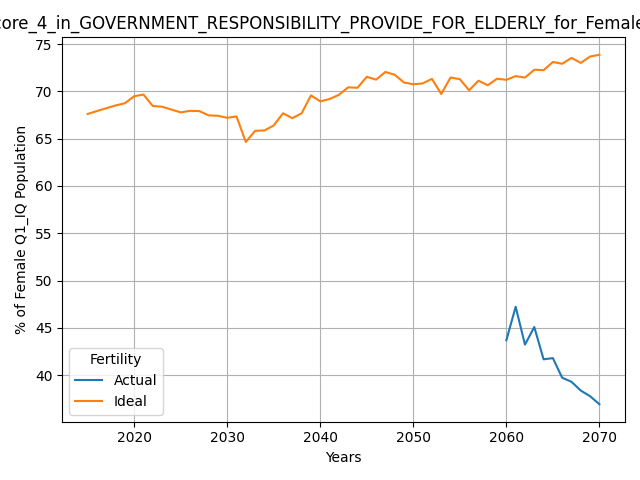 core_4_in_GOVERNMENT_RESPONSIBILITY_PROVIDE_FOR_ELDERLY_for_Female
% of Female Q1_IQ Population
75
70
65
60
55
50
45
40
Fertility
Actual
Ideal
2020 2030 2040 2050 2060 2070
Years